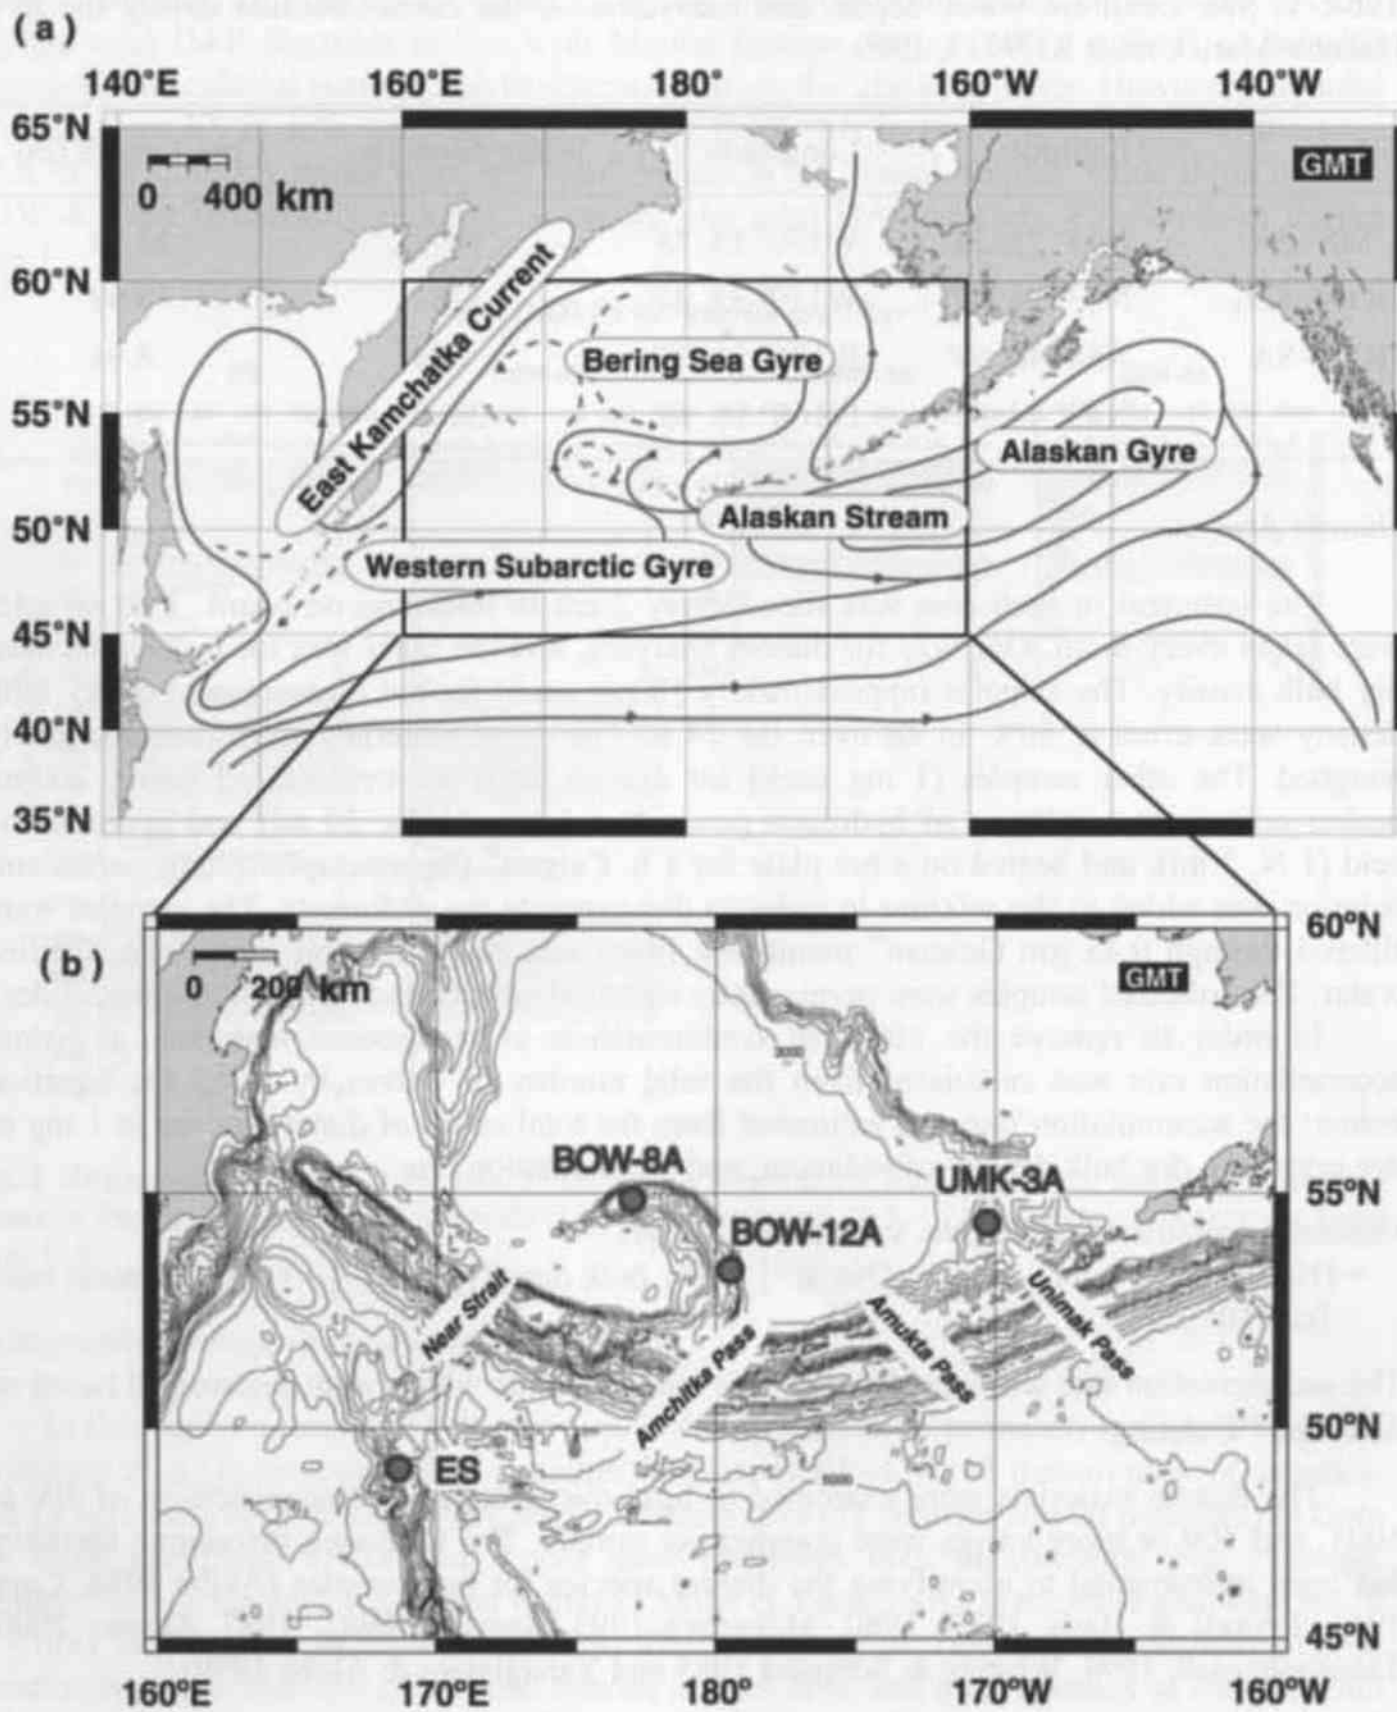 (a)
140°E 160°E 180° 160°W 140°W
65°N
GMT
0 400 km
60°N
East Kamchatka Current
Bering Sea Gyre
55°N
Alaskan Gyre
50°N
Alaskan Stream
Western Subarctic Gyre
45°N
40°N
35°N
60°N
(b)
GMT
0 200 km
BOW-8A
UMK-3A
55°N
BOW-12A
Near Strait
Amchitka Pass
Amukta Pass
Unimak Pass
50°N
ES
45°N
160°E 170°E 180° 170°W 160°W